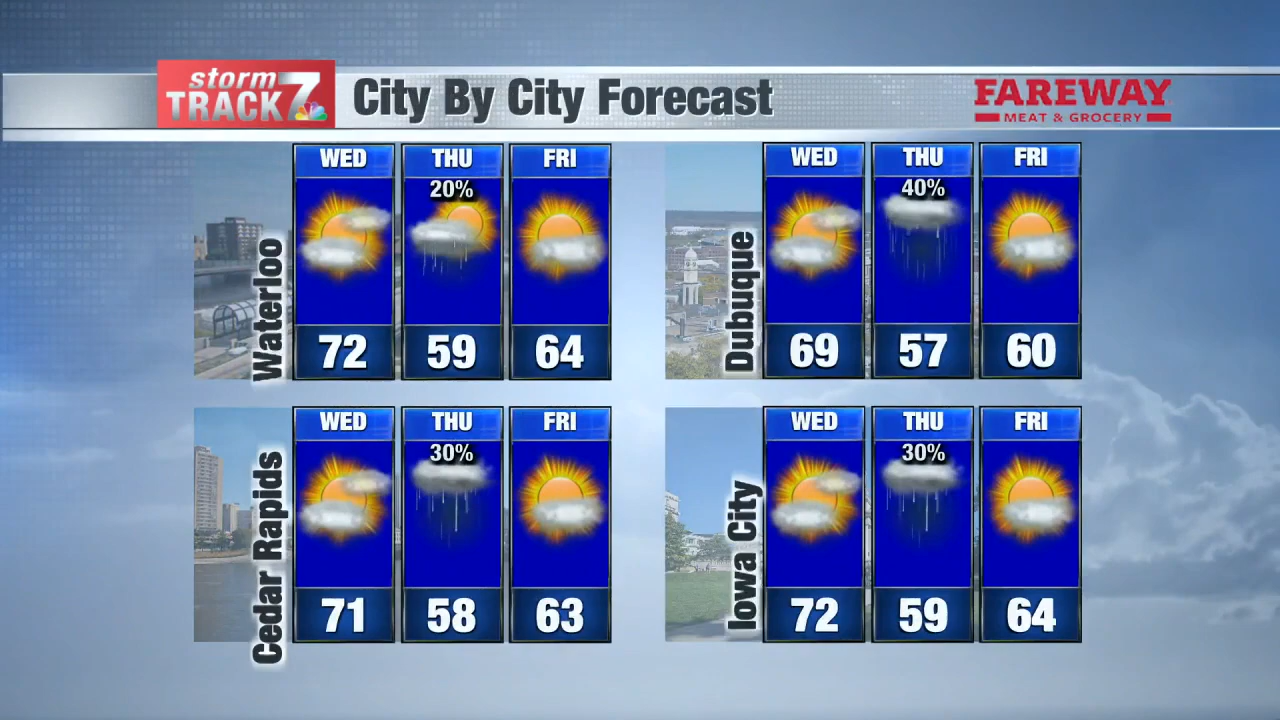 storm
TRACK 7
City By City Forecast
FAREWAY
MEAT & GROCERY
Waterloo
WED THU FRI
20%
72 59 64
Dubuque
WED THU FRI
40%
69 57 60
Cedar Rapids
WED THU FRI
30%
71 58 63
Iowa City
WED THU FRI
30%
72 59 64